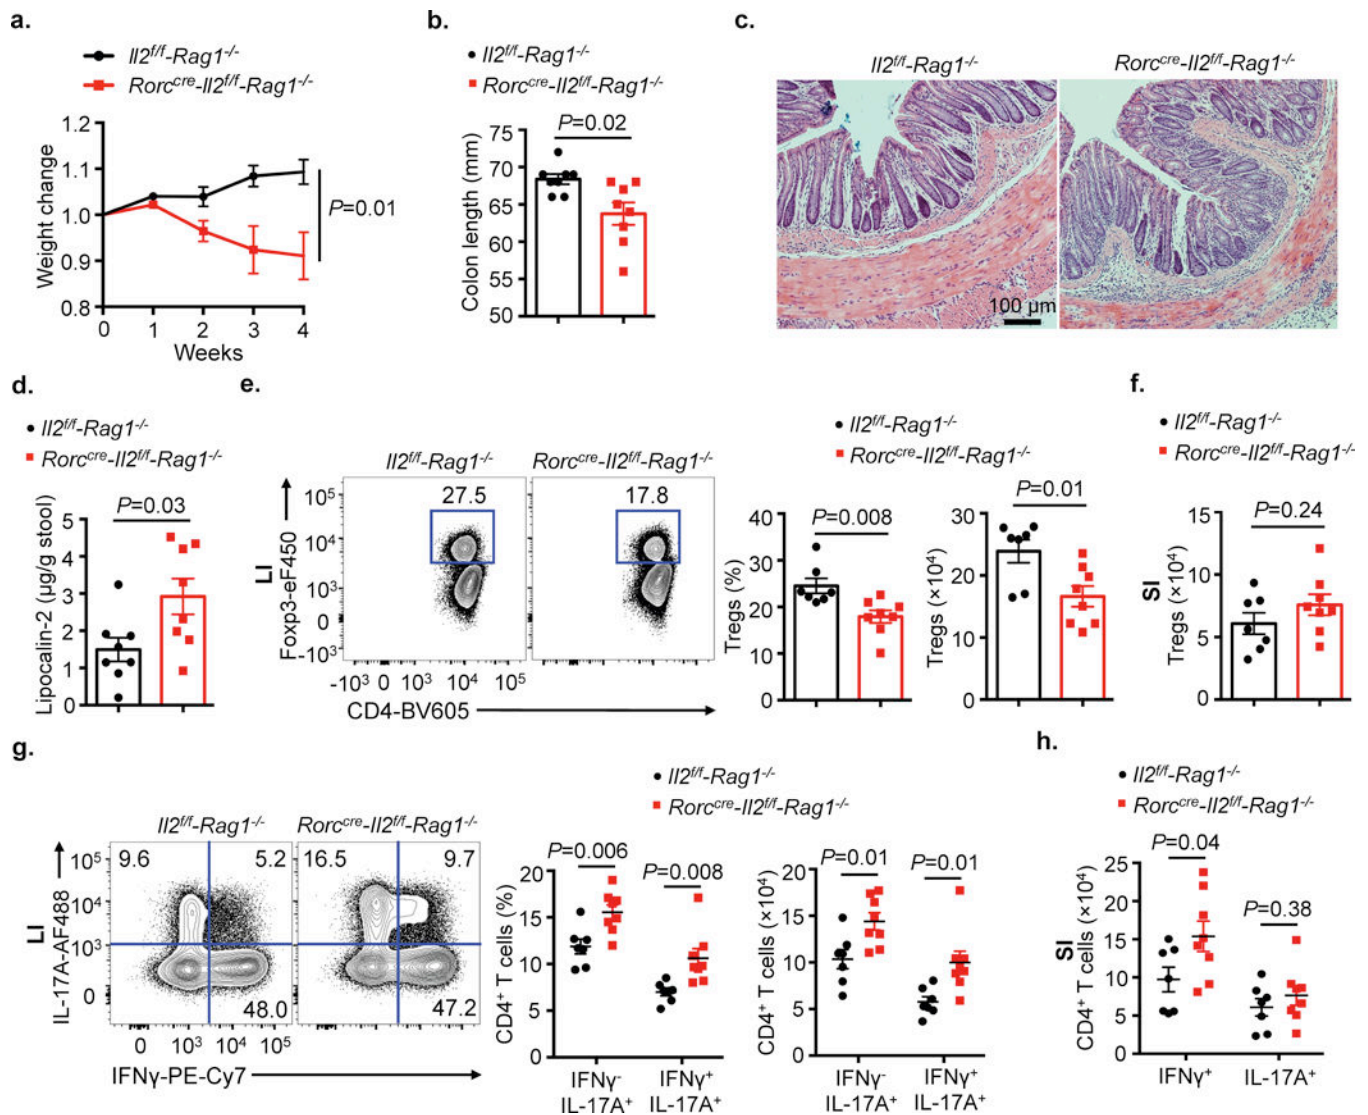 a.
Il2f/f-Rag1-/-
Rorccre-Il2f/f-Rag1-/-
Weight change
1.2
1.1
1.0
0.9
0.8
P=0.01
0 1 2 3 4
Weeks
b.
Il2f/f-Rag1-/-
Rorccre-Il2f/f-Rag1-/-
P=0.02
Colon length (mm)
75
70
65
60
55
50
c.
Il2f/f-Rag1-/- Rorccre-Il2f/f-Rag1-/-
100 µm
d.
Il2f/f-Rag1-/-
Rorccre-Il2f/f-Rag1-/-
P=0.03
Lipocalin-2 (µg/g stool)
5
4
3
2
1
0
e.
Il2f/f-Rag1-/- Rorccre-Il2f/f-Rag1-/-
LI
Foxp3-eF450
10⁵
10⁴
10³
0
-10³
27.5 17.8
-10³ 0 10³ 10⁴ 10⁵
CD4-BV605
Il2f/f-Rag1-/-
Rorccre-Il2f/f-Rag1-/-
P=0.008
Tregs (%)
40
30
20
10
0
P=0.01
Tregs (×10⁴)
30
20
10
0
f.
Il2f/f-Rag1-/-
Rorccre-Il2f/f-Rag1-/-
P=0.24
SI
Tregs (×10⁴)
15
10
5
0
g.
Il2f/f-Rag1-/- Rorccre-Il2f/f-Rag1-/-
LI
IL-17A-AF488
10⁵
10⁴
10³
0
9.6 5.2
48.0
16.5 9.7
47.2
0 10³ 10⁴ 10⁵ 0 10³ 10⁴ 10⁵
IFNγ-PE-Cy7
Il2f/f-Rag1-/-
Rorccre-Il2f/f-Rag1-/-
P=0.006
P=0.008
CD4⁺ T cells (%)
20
15
10
5
0
IFNγ⁻ IFNγ⁺
IL-17A⁺ IL-17A⁺
P=0.01 P=0.01
CD4⁺ T cells (×10⁴)
20
15
10
5
0
IFNγ⁻ IFNγ⁺
IL-17A⁺ IL-17A⁺
h.
Il2f/f-Rag1-/-
Rorccre-Il2f/f-Rag1-/-
P=0.04
P=0.38
SI
CD4⁺ T cells (×10⁴)
25
20
15
10
5
0
IFNγ⁺ IL-17A⁺